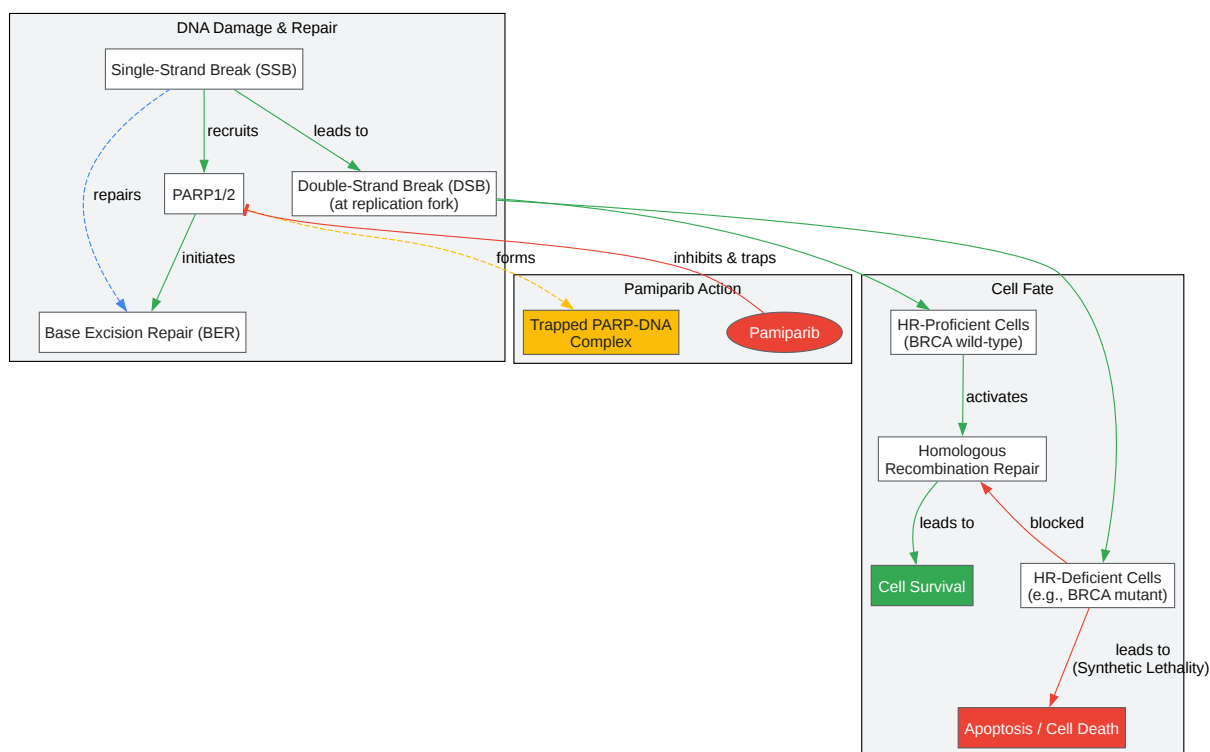 DNA Damage & Repair
Single-Strand Break (SSB)
recruits
leads to
repairs
PARP1/2
Double-Strand Break (DSB)
(at replication fork)
initiates
forms
inhibits & traps
Base Excision Repair (BER)
Pamiparib Action
Trapped PARP-DNA
Complex
Pamiparib
Cell Fate
HR-Proficient Cells
(BRCA wild-type)
activates
Homologous
Recombination Repair
leads to
blocked
Cell Survival
HR-Deficient Cells
(e.g., BRCA mutant)
leads to
(Synthetic Lethality)
Apoptosis / Cell Death